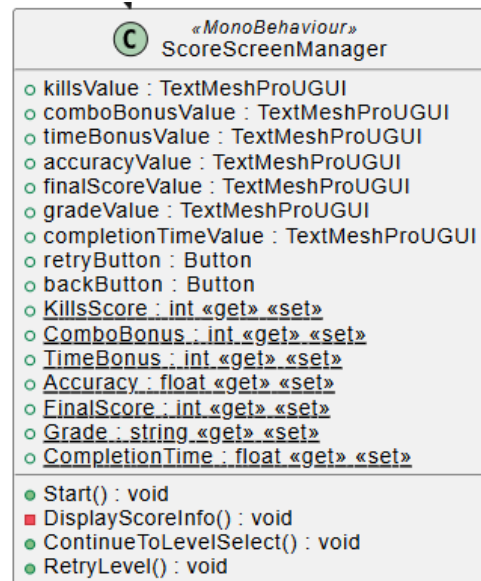 C
«MonoBehaviour»
ScoreScreenManager
killsValue : TextMeshProUGUI
comboBonusValue : TextMeshProUGUI
timeBonusValue : TextMeshProUGUI
accuracyValue : TextMeshProUGUI
finalScoreValue : TextMeshProUGUI
gradeValue : TextMeshProUGUI
completionTimeValue : TextMeshProUGUI
retryButton : Button
backButton : Button
KillsScore : int «get» «set»
ComboBonus : int «get» «set»
TimeBonus : int «get» «set»
Accuracy : float «get» «set»
FinalScore : int «get» «set»
Grade : string «get» «set»
CompletionTime : float «get» «set»
Start() : void
DisplayScoreInfo() : void
ContinueToLevelSelect() : void
RetryLevel() : void